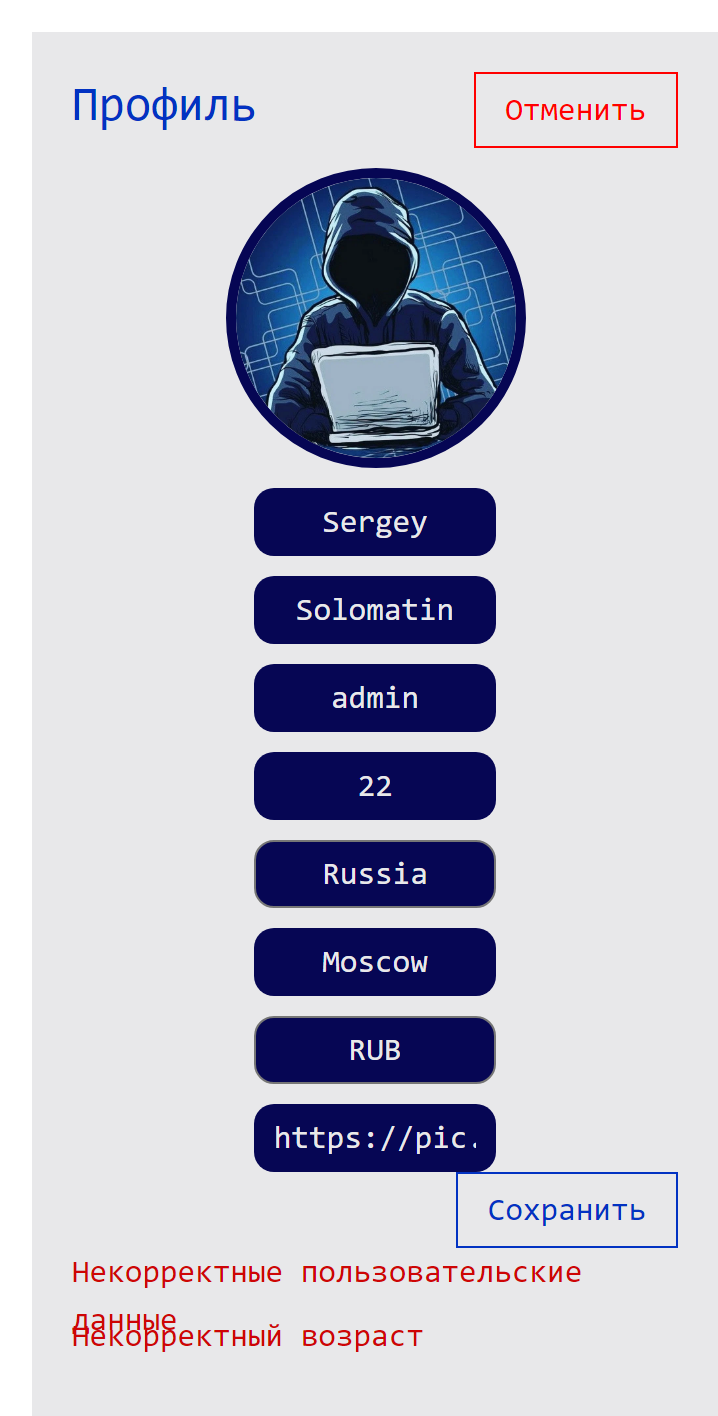 Профиль
Отменить
Sergey
Solomatin
admin
22
Russia
Moscow
RUB
https://pic.
Сохранить
Некорректные пользовательские
данные
Некорректный возраст